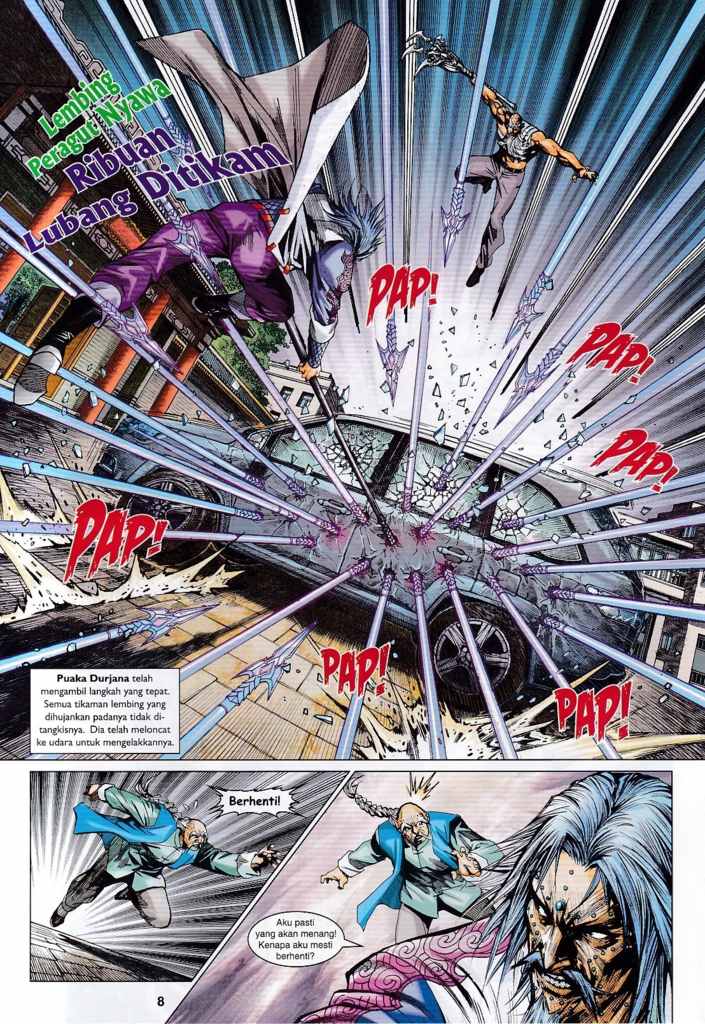 Lembing
Peragut Nyawa
Ribuan
Lubang Ditikam
PAP!
PAP!
PAP!
PAP!
PAP!
PAP!
Puaka Durjana telah
mengambil langkah yang tepat.
Semua tikaman lembing yang
dihujankan padanya tidak di-
tangkisnya. Dia telah meloncat
ke udara untuk mengelakkannya.
Berhenti!
Aku pasti
yang akan menang!
Kenapa aku mesti
berhenti?
8